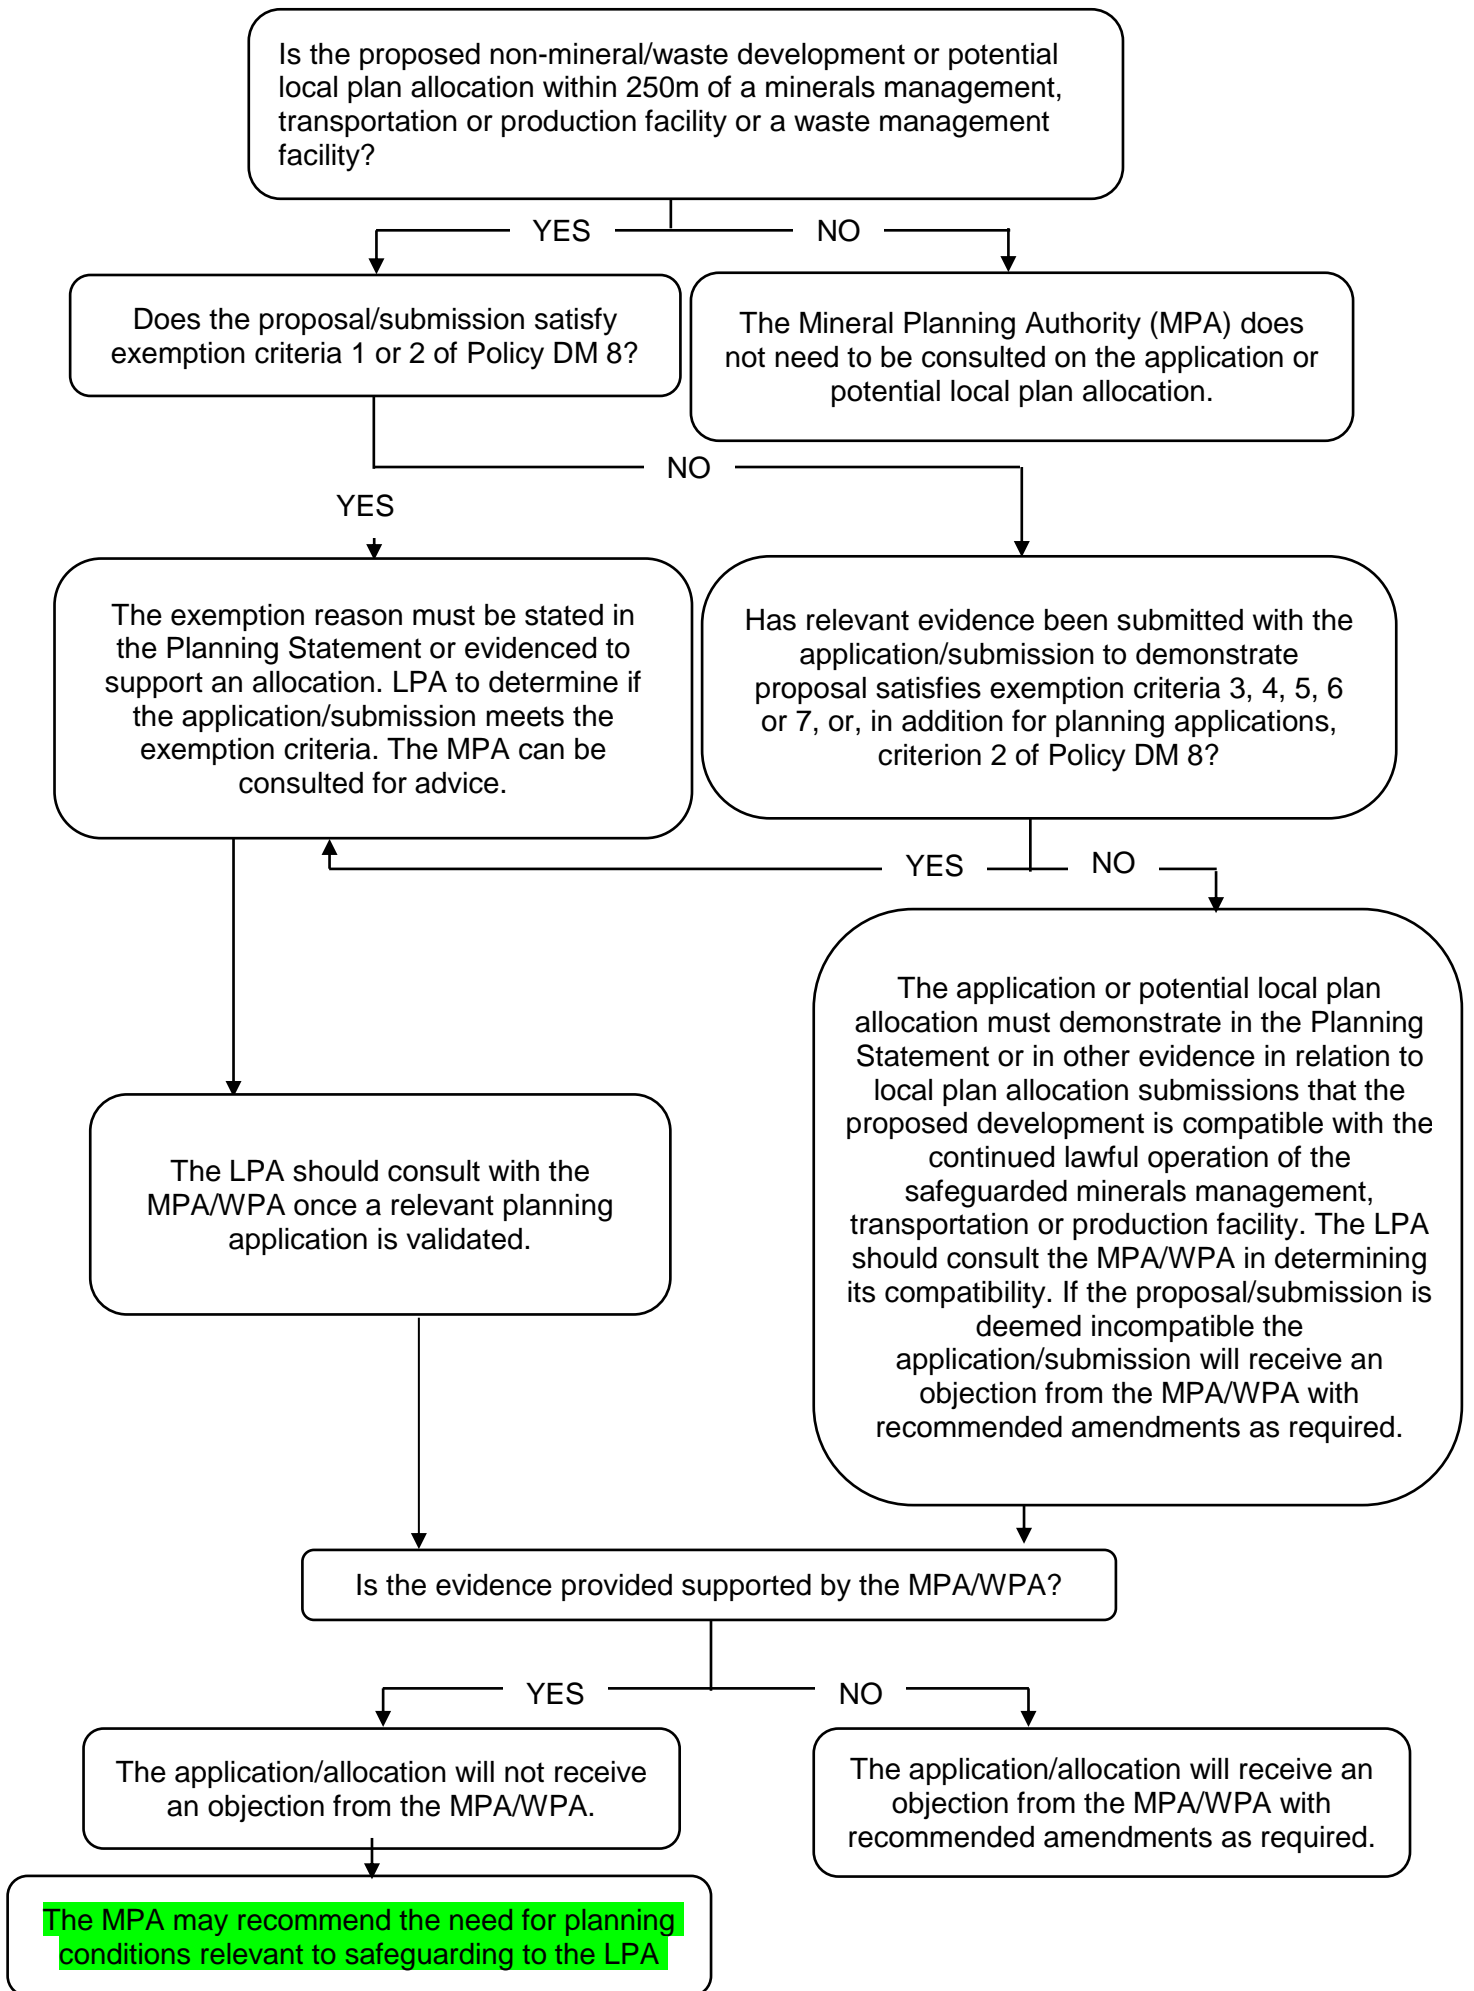 Is the proposed non-mineral/waste development or potential
local plan allocation within 250m of a minerals management,
transportation or production facility or a waste management
facility?
YES
NO
Does the proposal/submission satisfy
exemption criteria 1 or 2 of Policy DM 8?
The Mineral Planning Authority (MPA) does
not need to be consulted on the application or
potential local plan allocation.
NO
YES
The exemption reason must be stated in
the Planning Statement or evidenced to
support an allocation. LPA to determine if
the application/submission meets the
exemption criteria. The MPA can be
consulted for advice.
Has relevant evidence been submitted with the
application/submission to demonstrate
proposal satisfies exemption criteria 3, 4, 5, 6
or 7, or, in addition for planning applications,
criterion 2 of Policy DM 8?
YES
NO
The application or potential local plan
allocation must demonstrate in the Planning
Statement or in other evidence in relation to
local plan allocation submissions that the
proposed development is compatible with the
continued lawful operation of the
safeguarded minerals management,
transportation or production facility. The LPA
should consult the MPA/WPA in determining
its compatibility. If the proposal/submission is
deemed incompatible the
application/submission will receive an
objection from the MPA/WPA with
recommended amendments as required.
The LPA should consult with the
MPA/WPA once a relevant planning
application is validated.
Is the evidence provided supported by the MPA/WPA?
YES
NO
The application/allocation will not receive
an objection from the MPA/WPA.
The application/allocation will receive an
objection from the MPA/WPA with
recommended amendments as required.
The MPA may recommend the need for planning
conditions relevant to safeguarding to the LPA